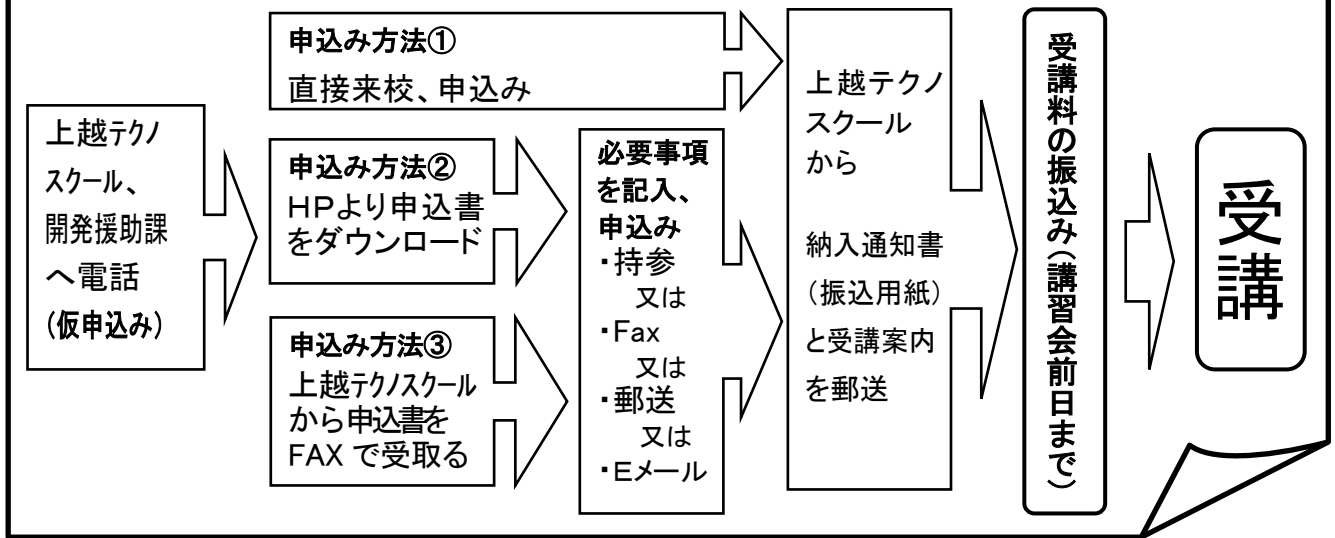 上越テクノ
スクール、
開発援助課
へ電話
（仮申込み）
申込み方法①
直接来校、申込み
申込み方法②
ＨＰより申込書
をダウンロード
申込み方法③
上越テクノスクール
から申込書を
FAX で受取る
必要事項
を記入、
申込み
・持参
又は
・Fax
又は
・郵送
又は
・Eメール
上越テクノ
スクール
から
納入通知書
（振込用紙）
と受講案内
を郵送
受講料の振込み（講習会前日まで）
受講